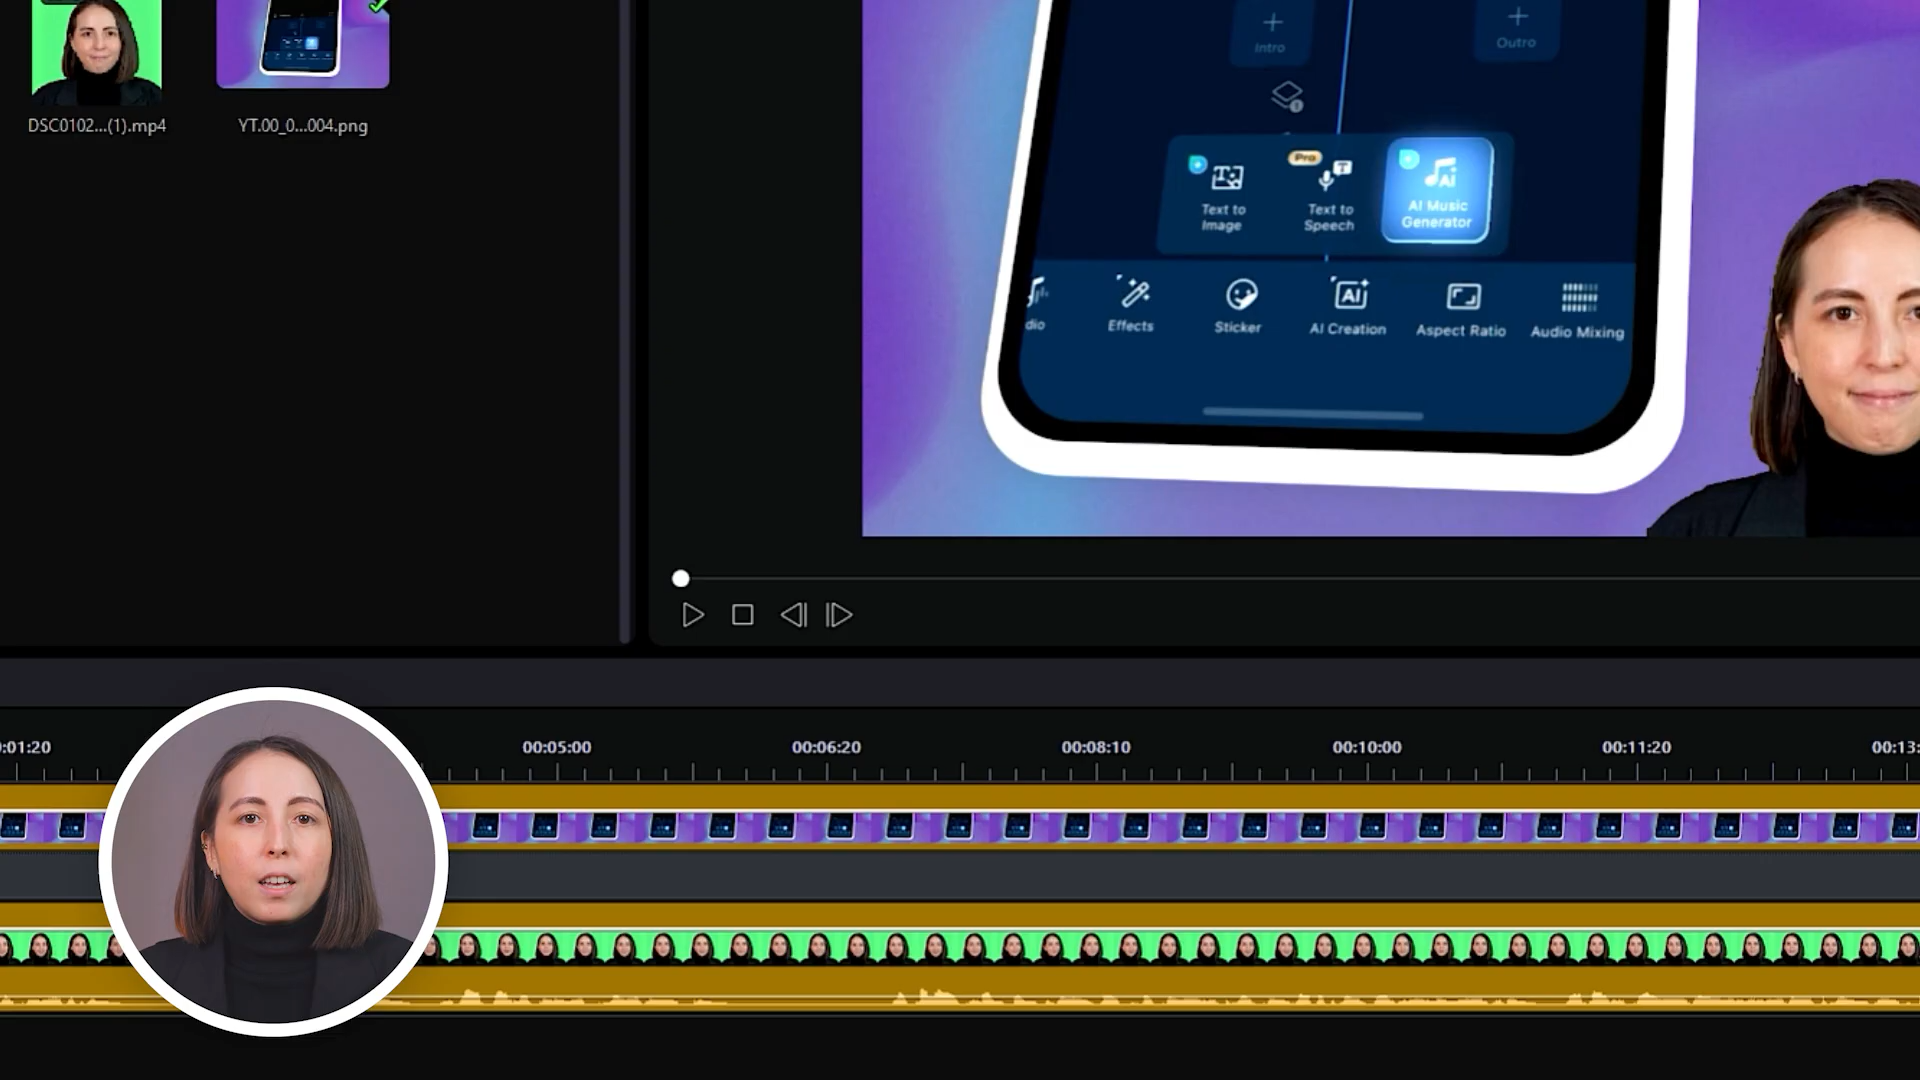 DSC0102...(1).mp4
YT.00_0...004.png
Intro
Outro
Text to
Image
Pro
Text to
Speech
AI
AI Music
Generator
dio
Effects
Sticker
AI
AI Creation
Aspect Ratio
Audio Mixing
:01:20
00:05:00
00:06:20
00:08:10
00:10:00
00:11:20
00:13: